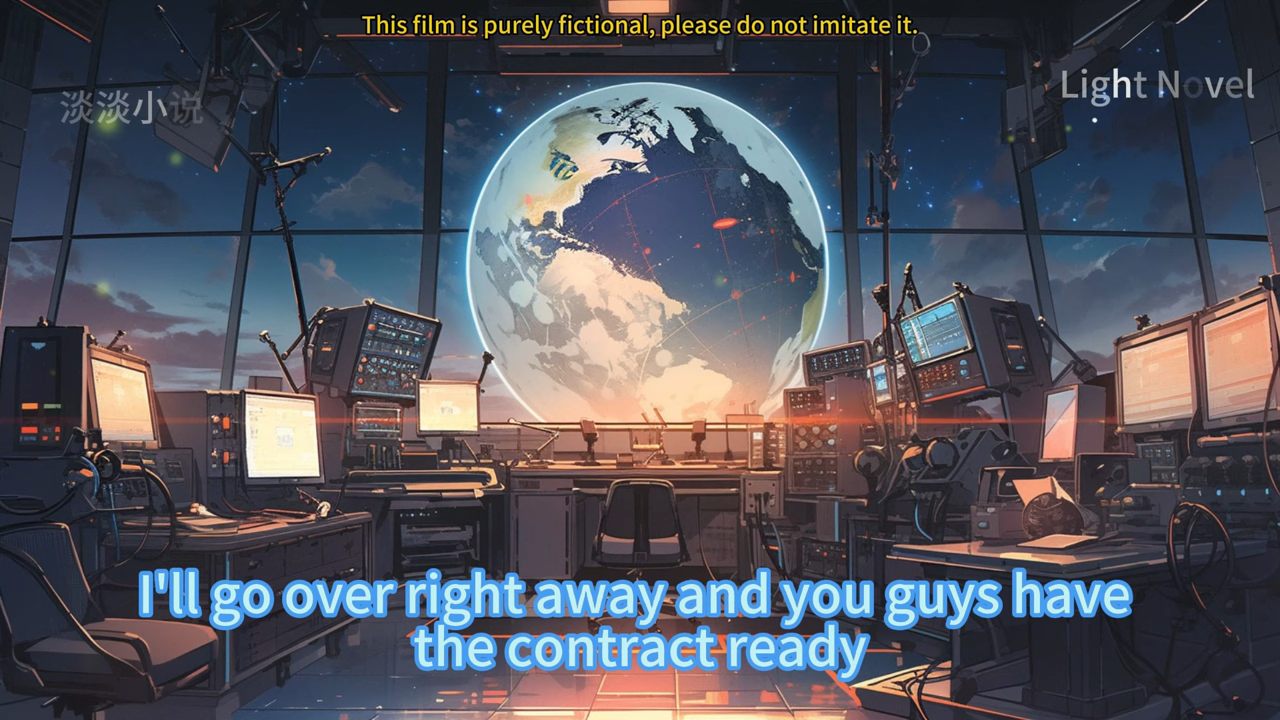 This film is purely fictional, please do not imitate it.
淡淡小说
Light Novel
I'll go over right away and you guys have
the contract ready